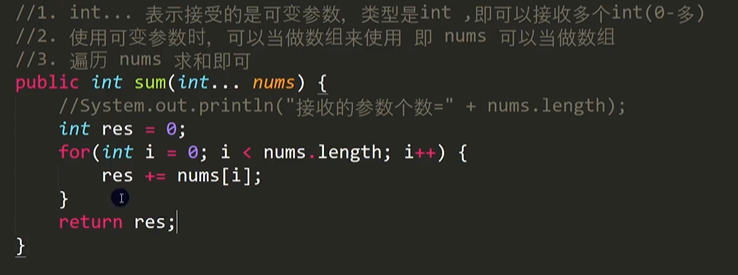 //1. int... 表示接受的是可变参数，类型是int ,即可以接收多个int(0-多)
//2. 使用可变参数时，可以当做数组来使用 即 nums 可以当做数组
//3. 遍历 nums 求和即可
public int sum(int... nums) {
    //System.out.println("接收的参数个数=" + nums.length);
    int res = 0;
    for(int i = 0; i < nums.length; i++) {
        res += nums[i];
    }
    return res;
}